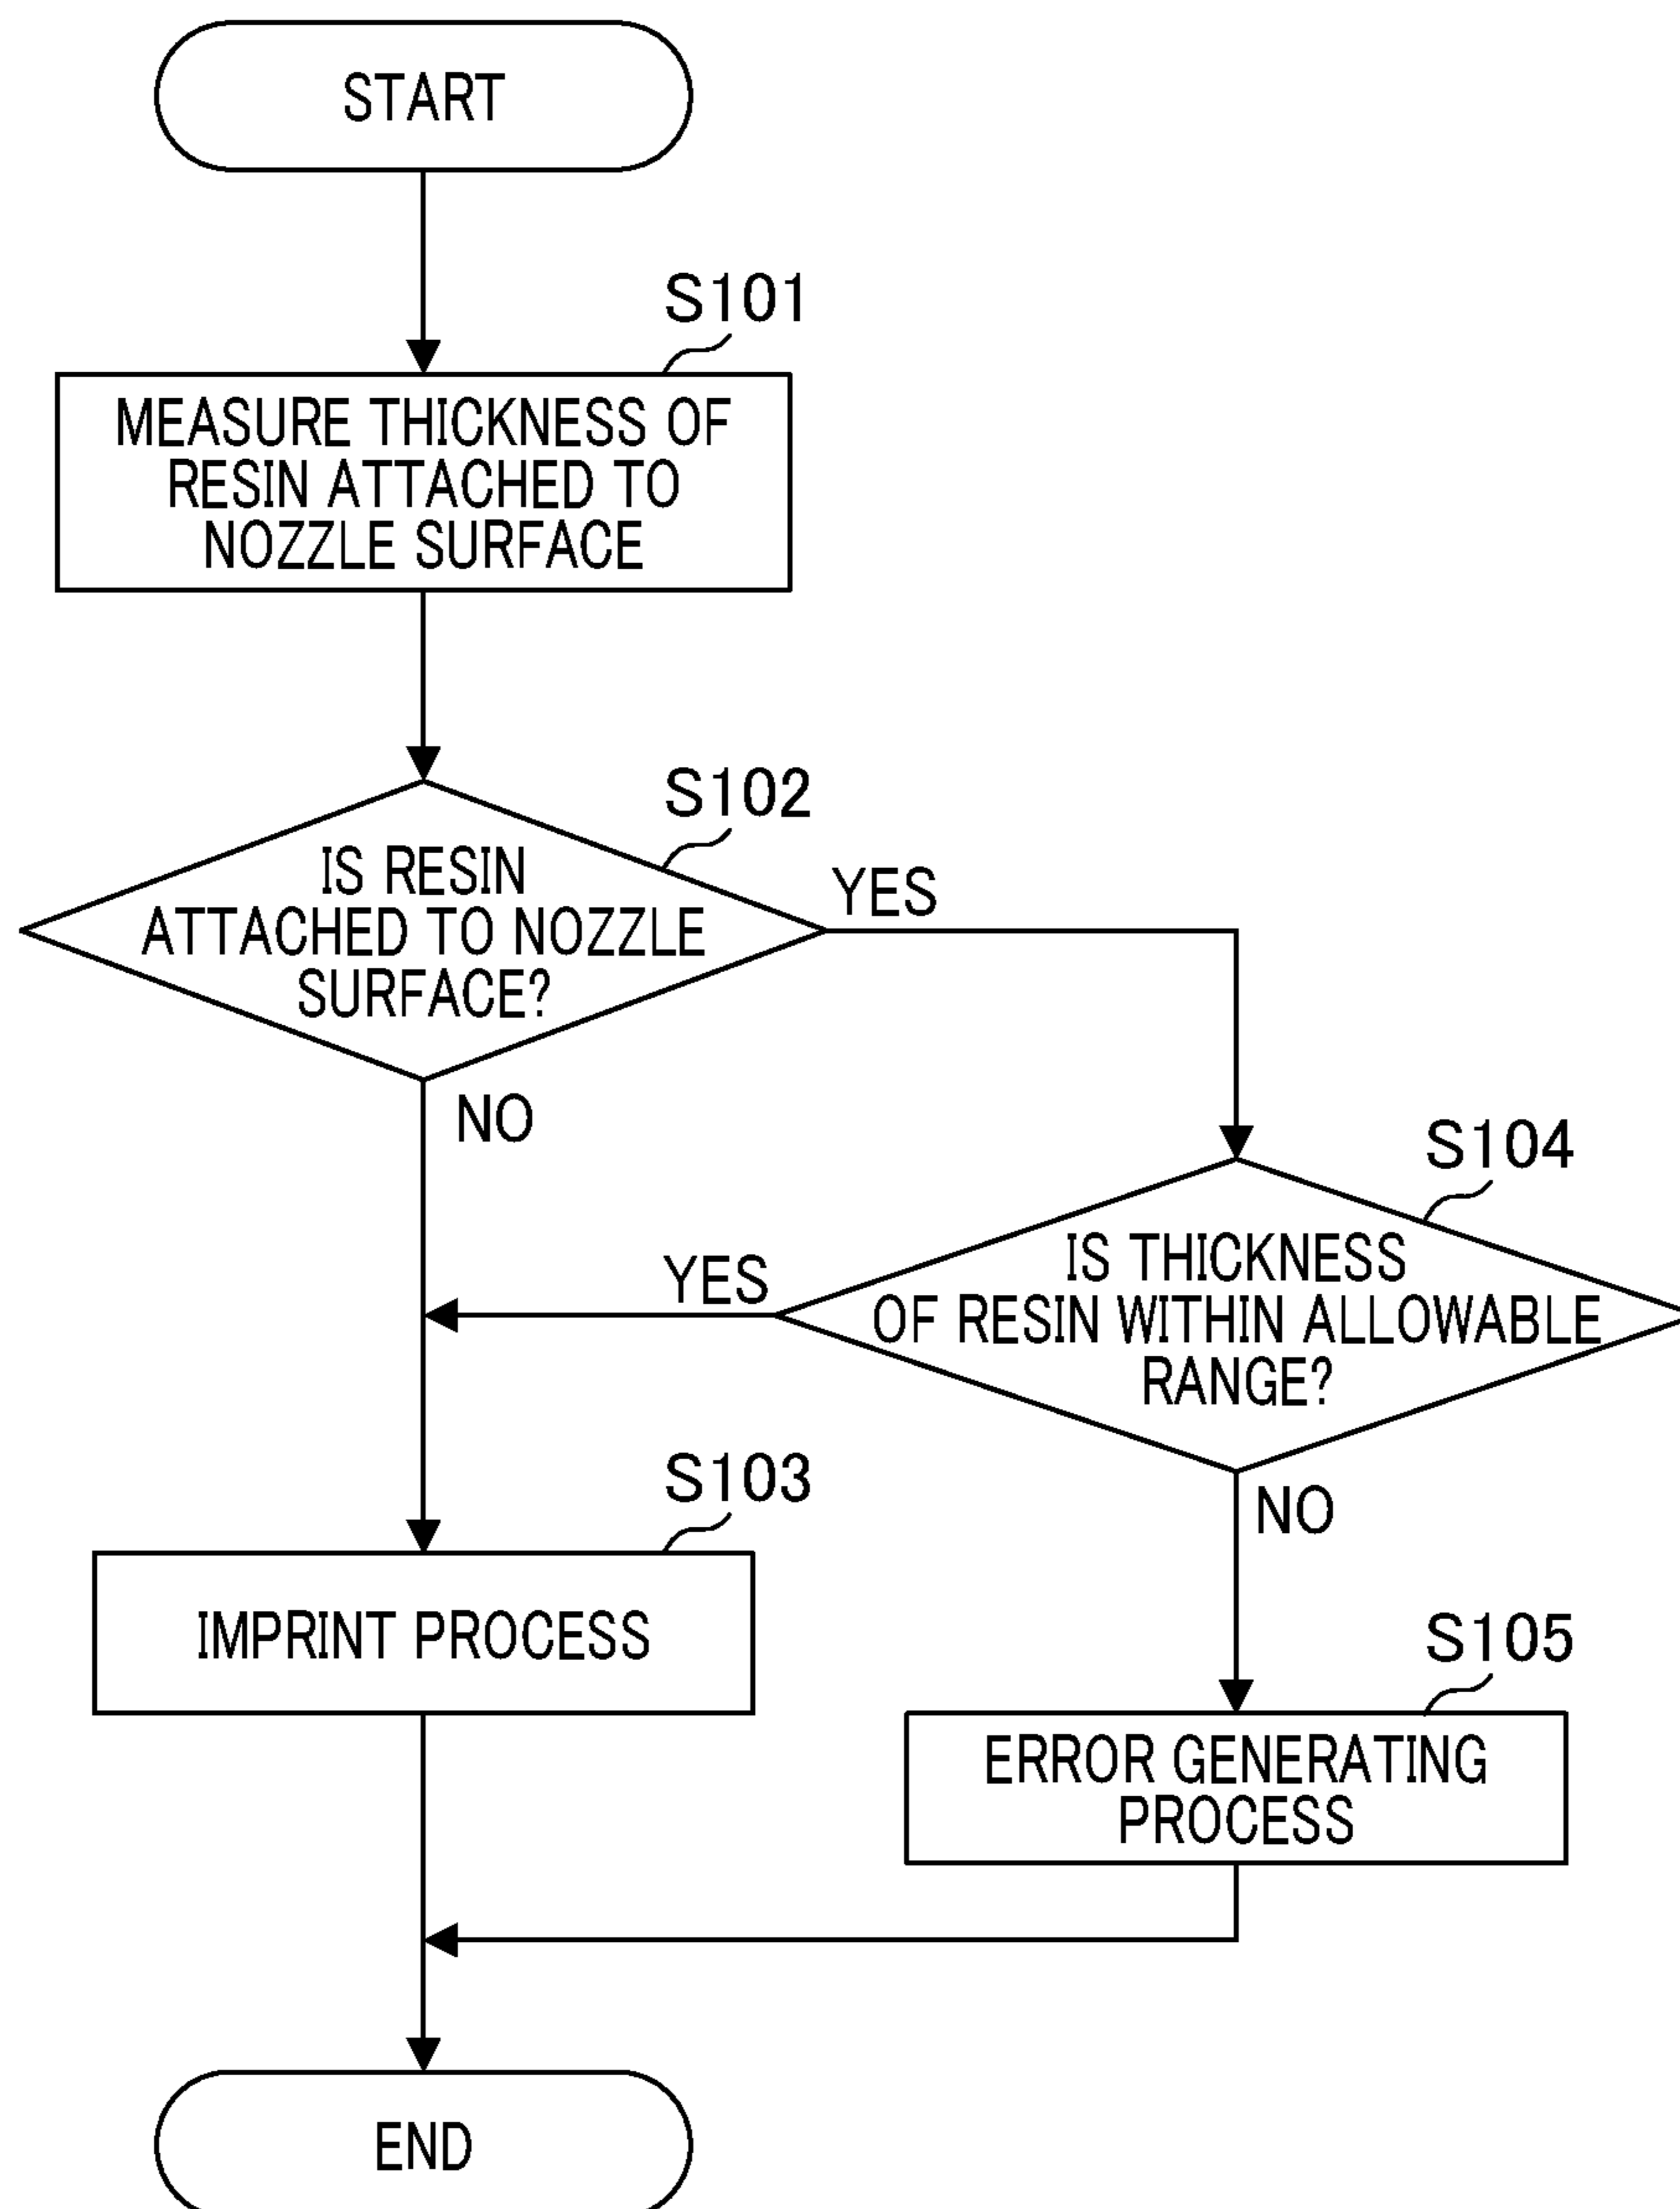 START
S101
MEASURE THICKNESS OF
RESIN ATTACHED TO
NOZZLE SURFACE
S102
IS RESIN
ATTACHED TO NOZZLE
SURFACE?
YES
NO
S104
IS THICKNESS
OF RESIN WITHIN ALLOWABLE
RANGE?
YES
NO
S103
IMPRINT PROCESS
S105
ERROR GENERATING
PROCESS
END